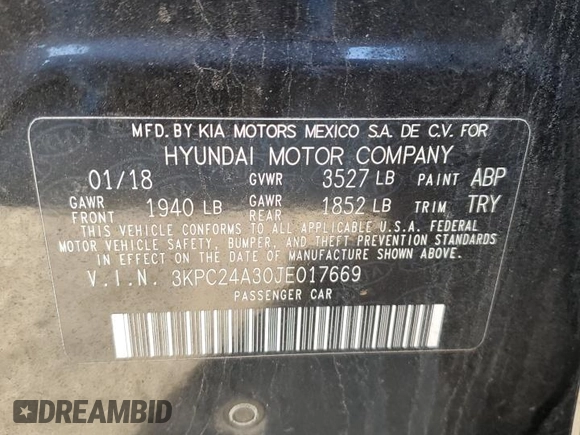 MFD. BY KIA MOTORS MEXICO S.A. DE C.V. FOR
HYUNDAI MOTOR COMPANY
01/18 GVWR 3527 LB PAINT ABP
GAWR FRONT 1940 LB GAWR REAR 1852 LB TRIM TRY
THIS VEHICLE CONFORMS TO ALL APPLICABLE U.S.A. FEDERAL
MOTOR VEHICLE SAFETY, BUMPER, AND THEFT PREVENTION STANDARDS
IN EFFECT ON THE DATE OF MANUFACTURE SHOWN ABOVE.
V.I.N. 3KPC24A30JE017669
PASSENGER CAR
DREAMBID